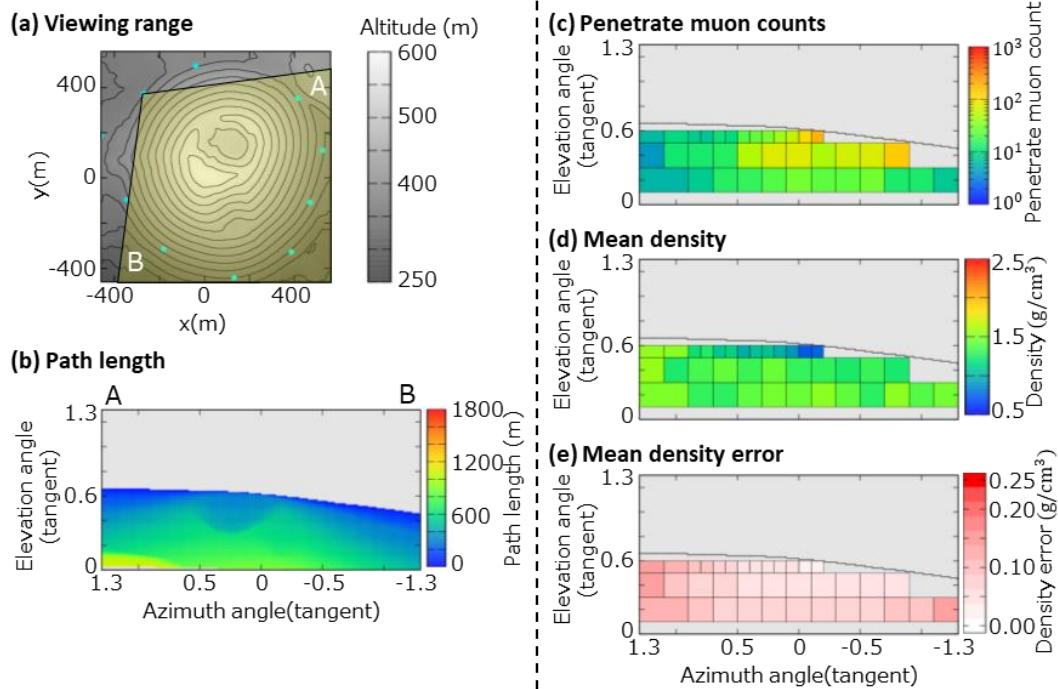 (a) Viewing range
Altitude (m)
600
500
400
250
400
0
-400
y(m)
-400 0 400
x(m)
A
B
(b) Path length
A B
1.3
0.6
0
Elevation angle
(tangent)
1.3 0.5 0 -0.5 -1.3
Azimuth angle(tangent)
1800
1200
600
0
Path length (m)
(c) Penetrate muon counts
1.3
0.6
0
Elevation angle
(tangent)
10³
10²
10¹
10⁰
Penetrate muon count
(d) Mean density
1.3
0.6
0
Elevation angle
(tangent)
2.5
1.5
0.5
Density (g/cm³)
(e) Mean density error
1.3
0.6
0
Elevation angle
(tangent)
1.3 0.5 0 -0.5 -1.3
Azimuth angle(tangent)
0.25
0.20
0.10
0.00
Density error (g/cm³)